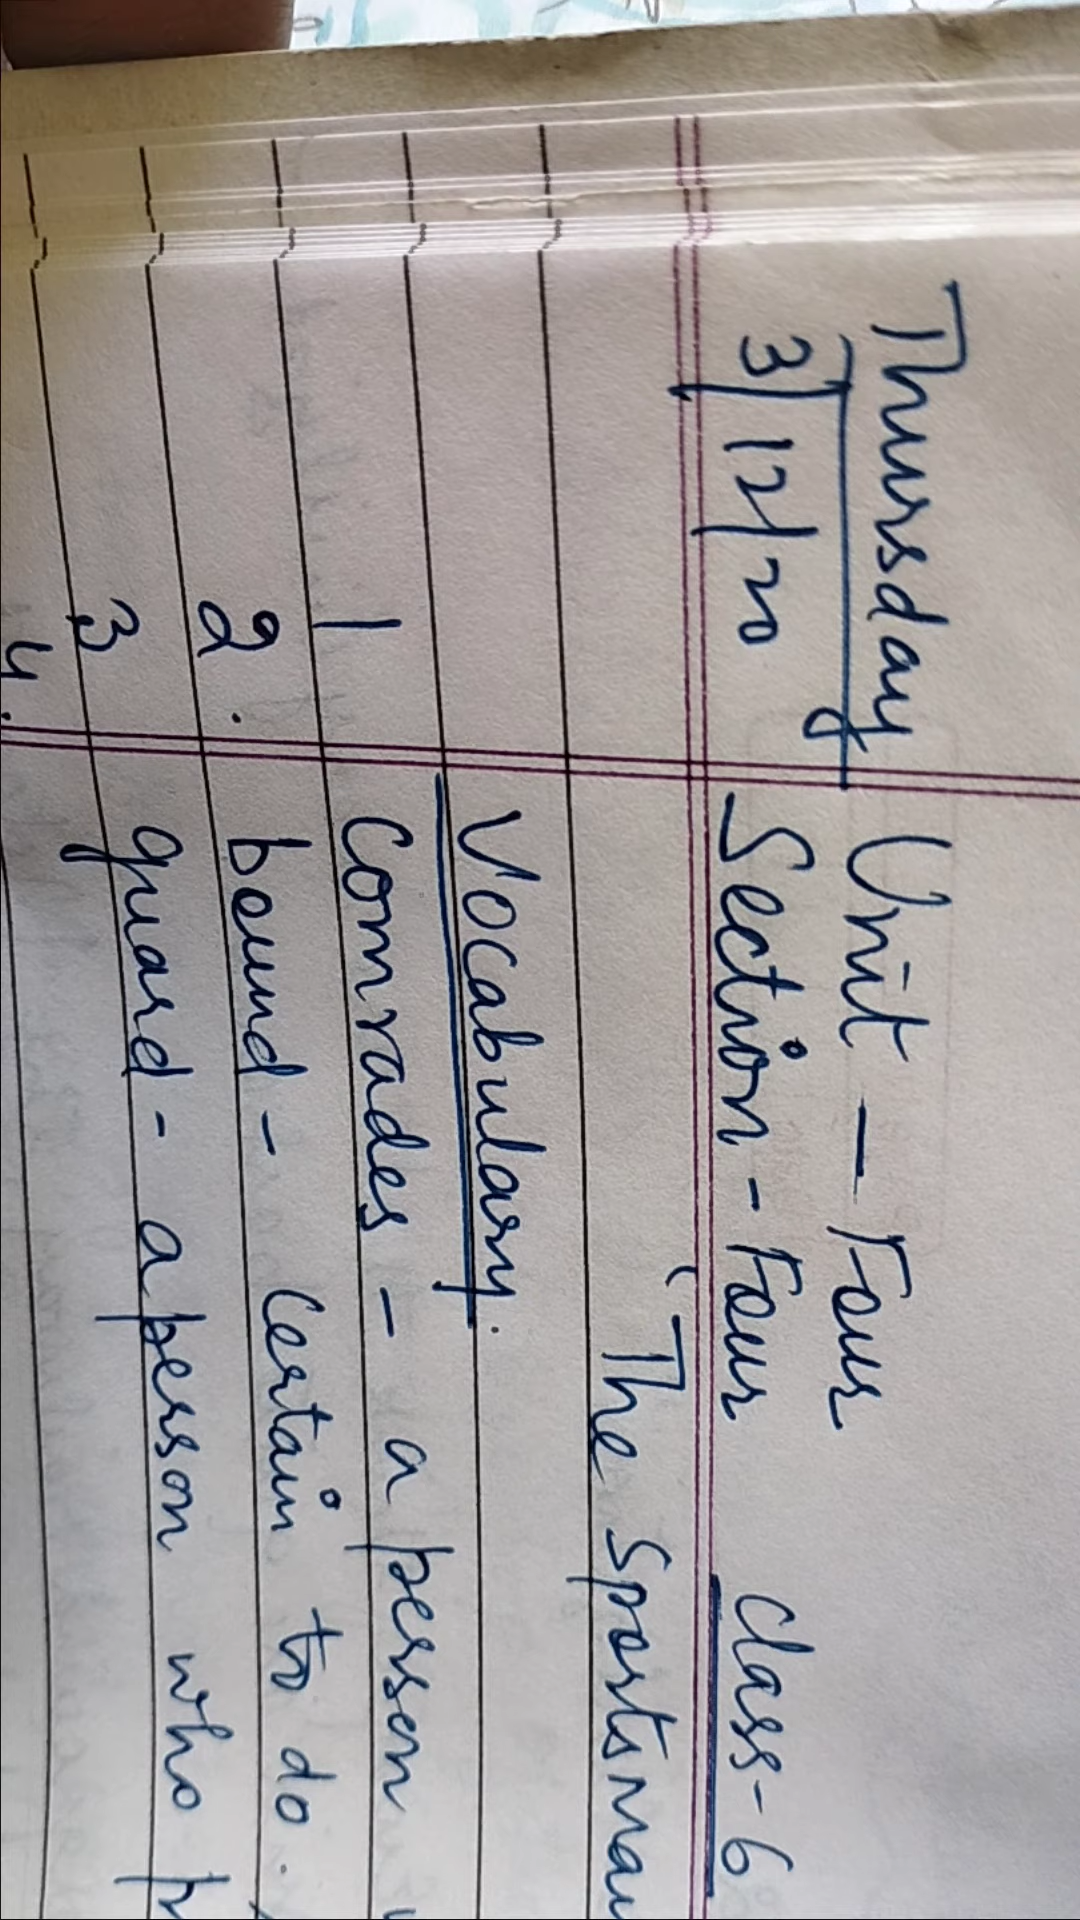 Thursday Unit - Four
3/12/20 Section - Four Class-6
(The Sportsman
Vocabulary.
1 Comrades - a person
2. bound - Certain to do.
3 guard - a person who
4.